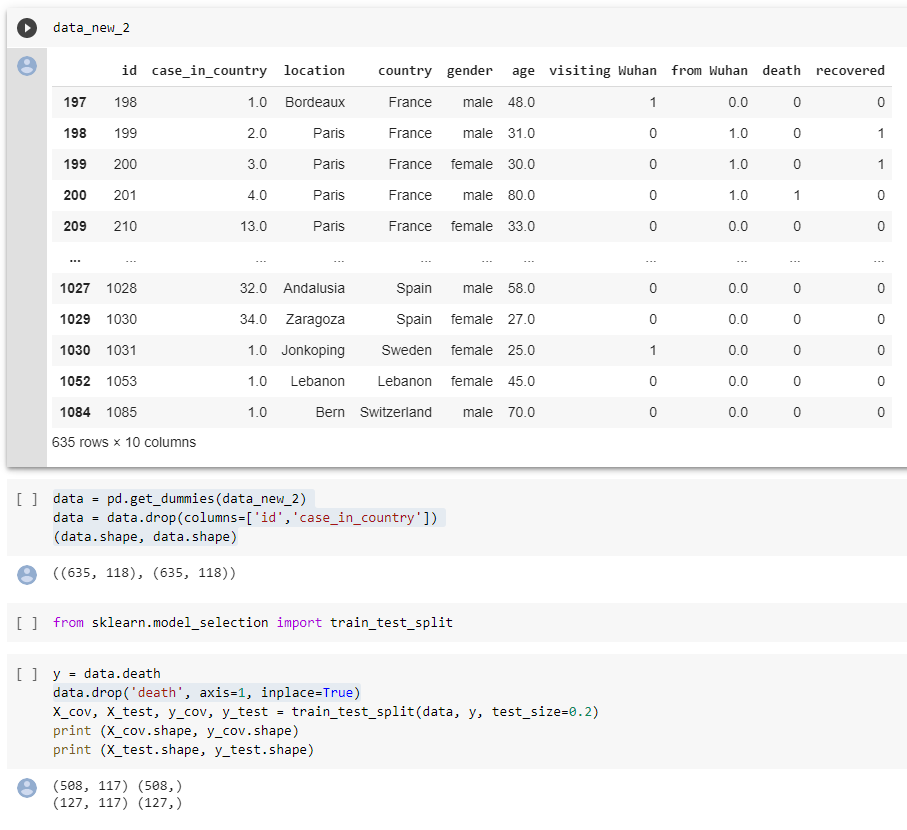 data_new_2
id case_in_country location country gender age visiting Wuhan from Wuhan death recovered
197 198 1.0 Bordeaux France male 48.0 1 0.0 0 0
198 199 2.0 Paris France male 31.0 0 1.0 0 1
199 200 3.0 Paris France female 30.0 0 1.0 0 1
200 201 4.0 Paris France male 80.0 0 1.0 1 0
209 210 13.0 Paris France female 33.0 0 0.0 0 0
... ... ... ... ... ... ... ... ... ... ...
1027 1028 32.0 Andalusia Spain male 58.0 0 0.0 0 0
1029 1030 34.0 Zaragoza Spain female 27.0 0 0.0 0 0
1030 1031 1.0 Jonkoping Sweden female 25.0 1 0.0 0 0
1052 1053 1.0 Lebanon Lebanon female 45.0 0 0.0 0 0
1084 1085 1.0 Bern Switzerland male 70.0 0 0.0 0 0
635 rows × 10 columns
[ ] data = pd.get_dummies(data_new_2)
data = data.drop(columns=['id','case_in_country'])
(data.shape, data.shape)
((635, 118), (635, 118))
[ ] from sklearn.model_selection import train_test_split
[ ] y = data.death
data.drop('death', axis=1, inplace=True)
X_cov, X_test, y_cov, y_test = train_test_split(data, y, test_size=0.2)
print (X_cov.shape, y_cov.shape)
print (X_test.shape, y_test.shape)
(508, 117) (508,)
(127, 117) (127,)